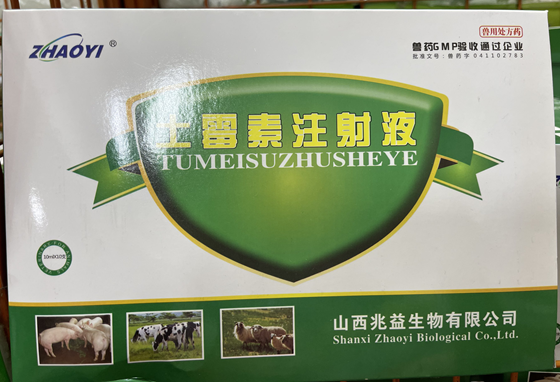 ZHAOYI ®
兽用处方药
兽药GMP验收通过企业
批准文号：兽药字 041102783
土霉素注射液
TUMEISUZHUSHEYE
10ml×10支
山西兆益生物有限公司
Shanxi Zhaoyi Biological Co.,Ltd.